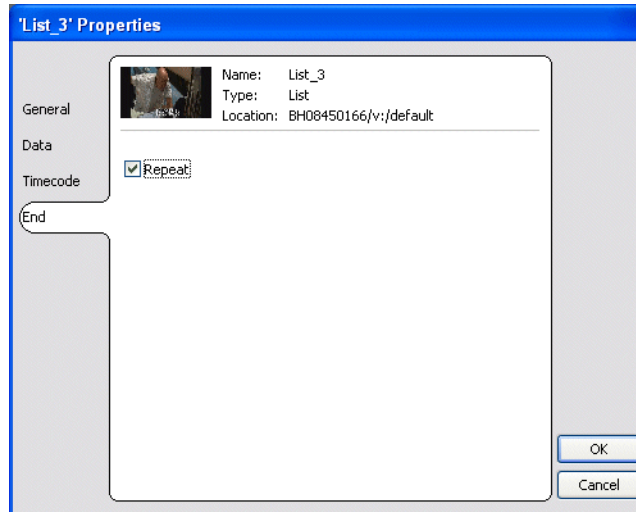 'List_3' Properties
General
Data
Timecode
End
Name: List_3
Type: List
Location: BH08450166/v:/default
Repeat
OK
Cancel